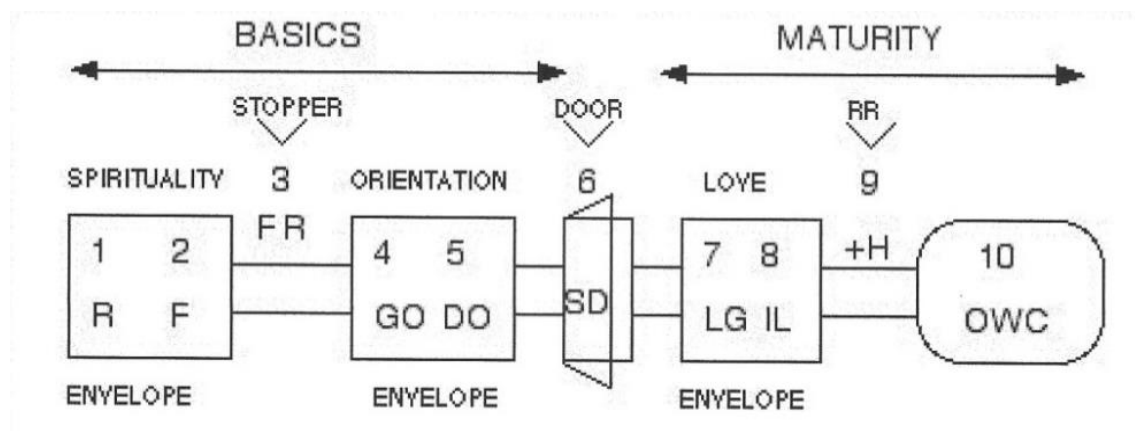 BASICS MATURITY
STOPPER DOOR RR
SPIRITUALITY 3 ORIENTATION 6 LOVE 9
FR
1 2 4 5 7 8 +H 10
R F GO DO SD LG IL OWC
ENVELOPE ENVELOPE ENVELOPE